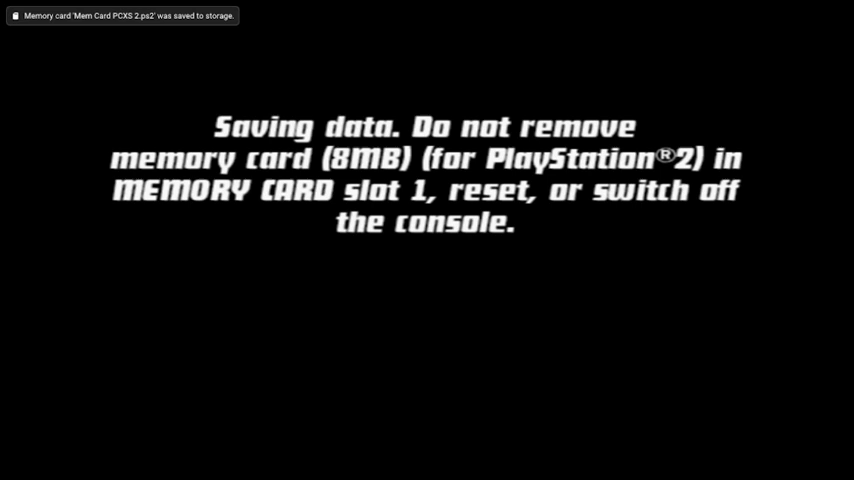 Memory card 'Mem Card PCXS 2.ps2' was saved to storage.
Saving data. Do not remove
memory card (8MB) (for PlayStation®2) in
MEMORY CARD slot 1, reset, or switch off
the console.